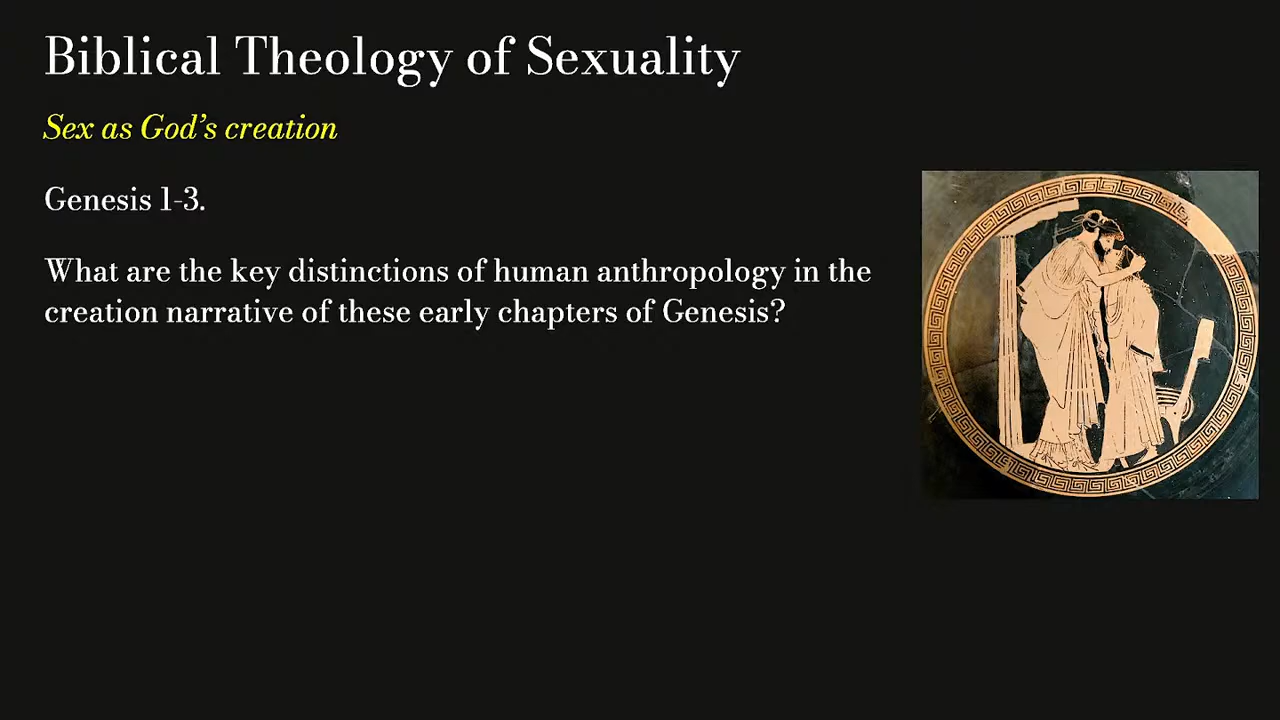 Biblical Theology of Sexuality
Sex as God’s creation
Genesis 1-3.
What are the key distinctions of human anthropology in the
creation narrative of these early chapters of Genesis?